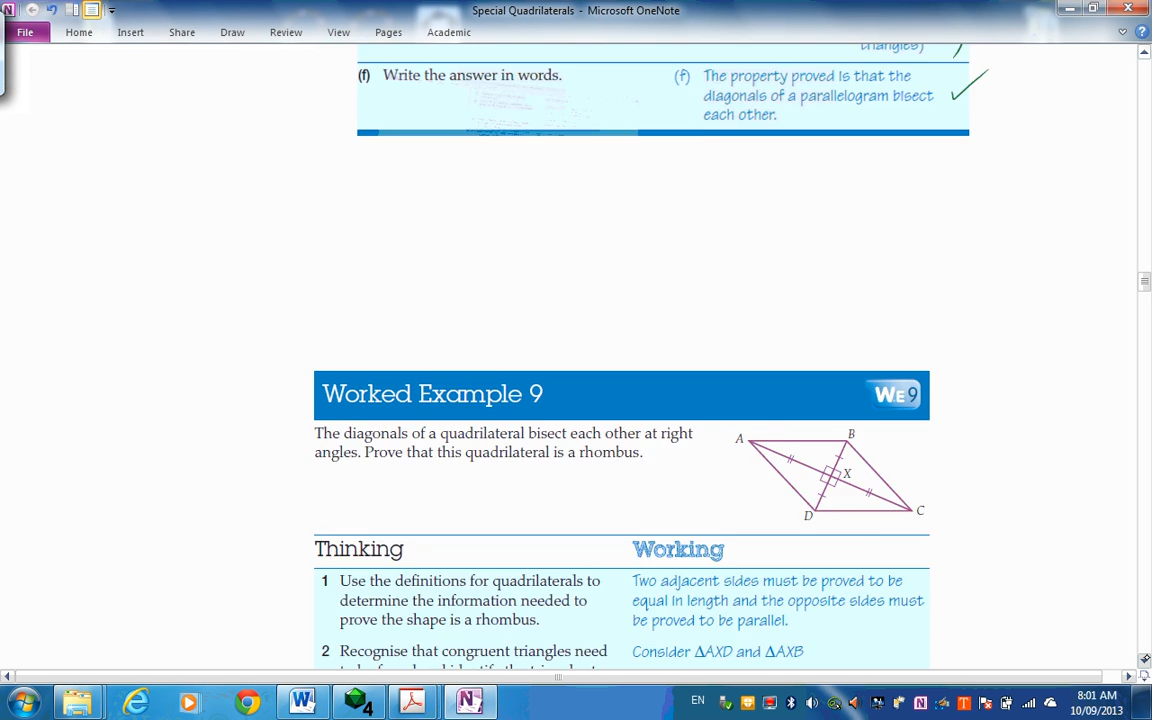 Special Quadrilaterals - Microsoft OneNote
File Home Insert Share Draw Review View Pages Academic
triangles)
(f) Write the answer in words.
(f) The property proved is that the
diagonals of a parallelogram bisect
each other.
Worked Example 9
WE9
The diagonals of a quadrilateral bisect each other at right
angles. Prove that this quadrilateral is a rhombus.
A
B
X
D
C
Thinking
Working
1 Use the definitions for quadrilaterals to
determine the information needed to
prove the shape is a rhombus.
Two adjacent sides must be proved to be
equal in length and the opposite sides must
be proved to be parallel.
2 Recognise that congruent triangles need
Consider ΔAXD and ΔAXB
EN
8:01 AM
10/09/2013